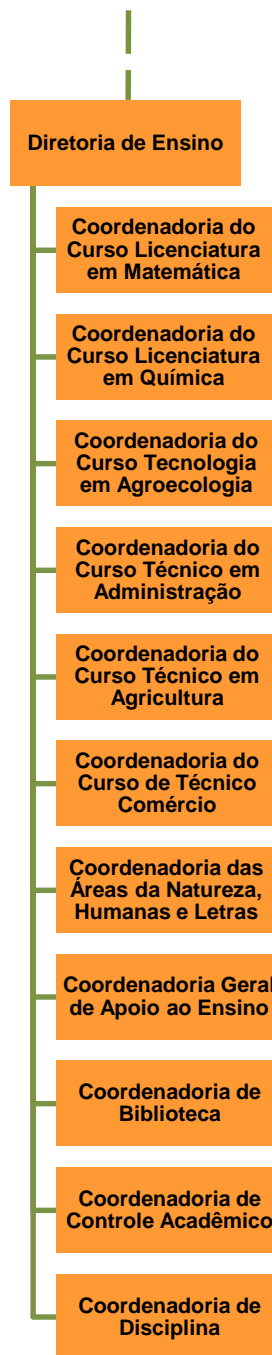 Diretoria de Ensino
Coordenadoria do
Curso Licenciatura
em Matemática
Coordenadoria do
Curso Licenciatura
em Química
Coordenadoria do
Curso Tecnologia
em Agroecologia
Coordenadoria do
Curso Técnico em
Administração
Coordenadoria do
Curso Técnico em
Agricultura
Coordenadoria do
Curso de Técnico
Comércio
Coordenadoria das
Áreas da Natureza,
Humanas e Letras
Coordenadoria Geral
de Apoio ao Ensino
Coordenadoria de
Biblioteca
Coordenadoria de
Controle Acadêmico
Coordenadoria de
Disciplina